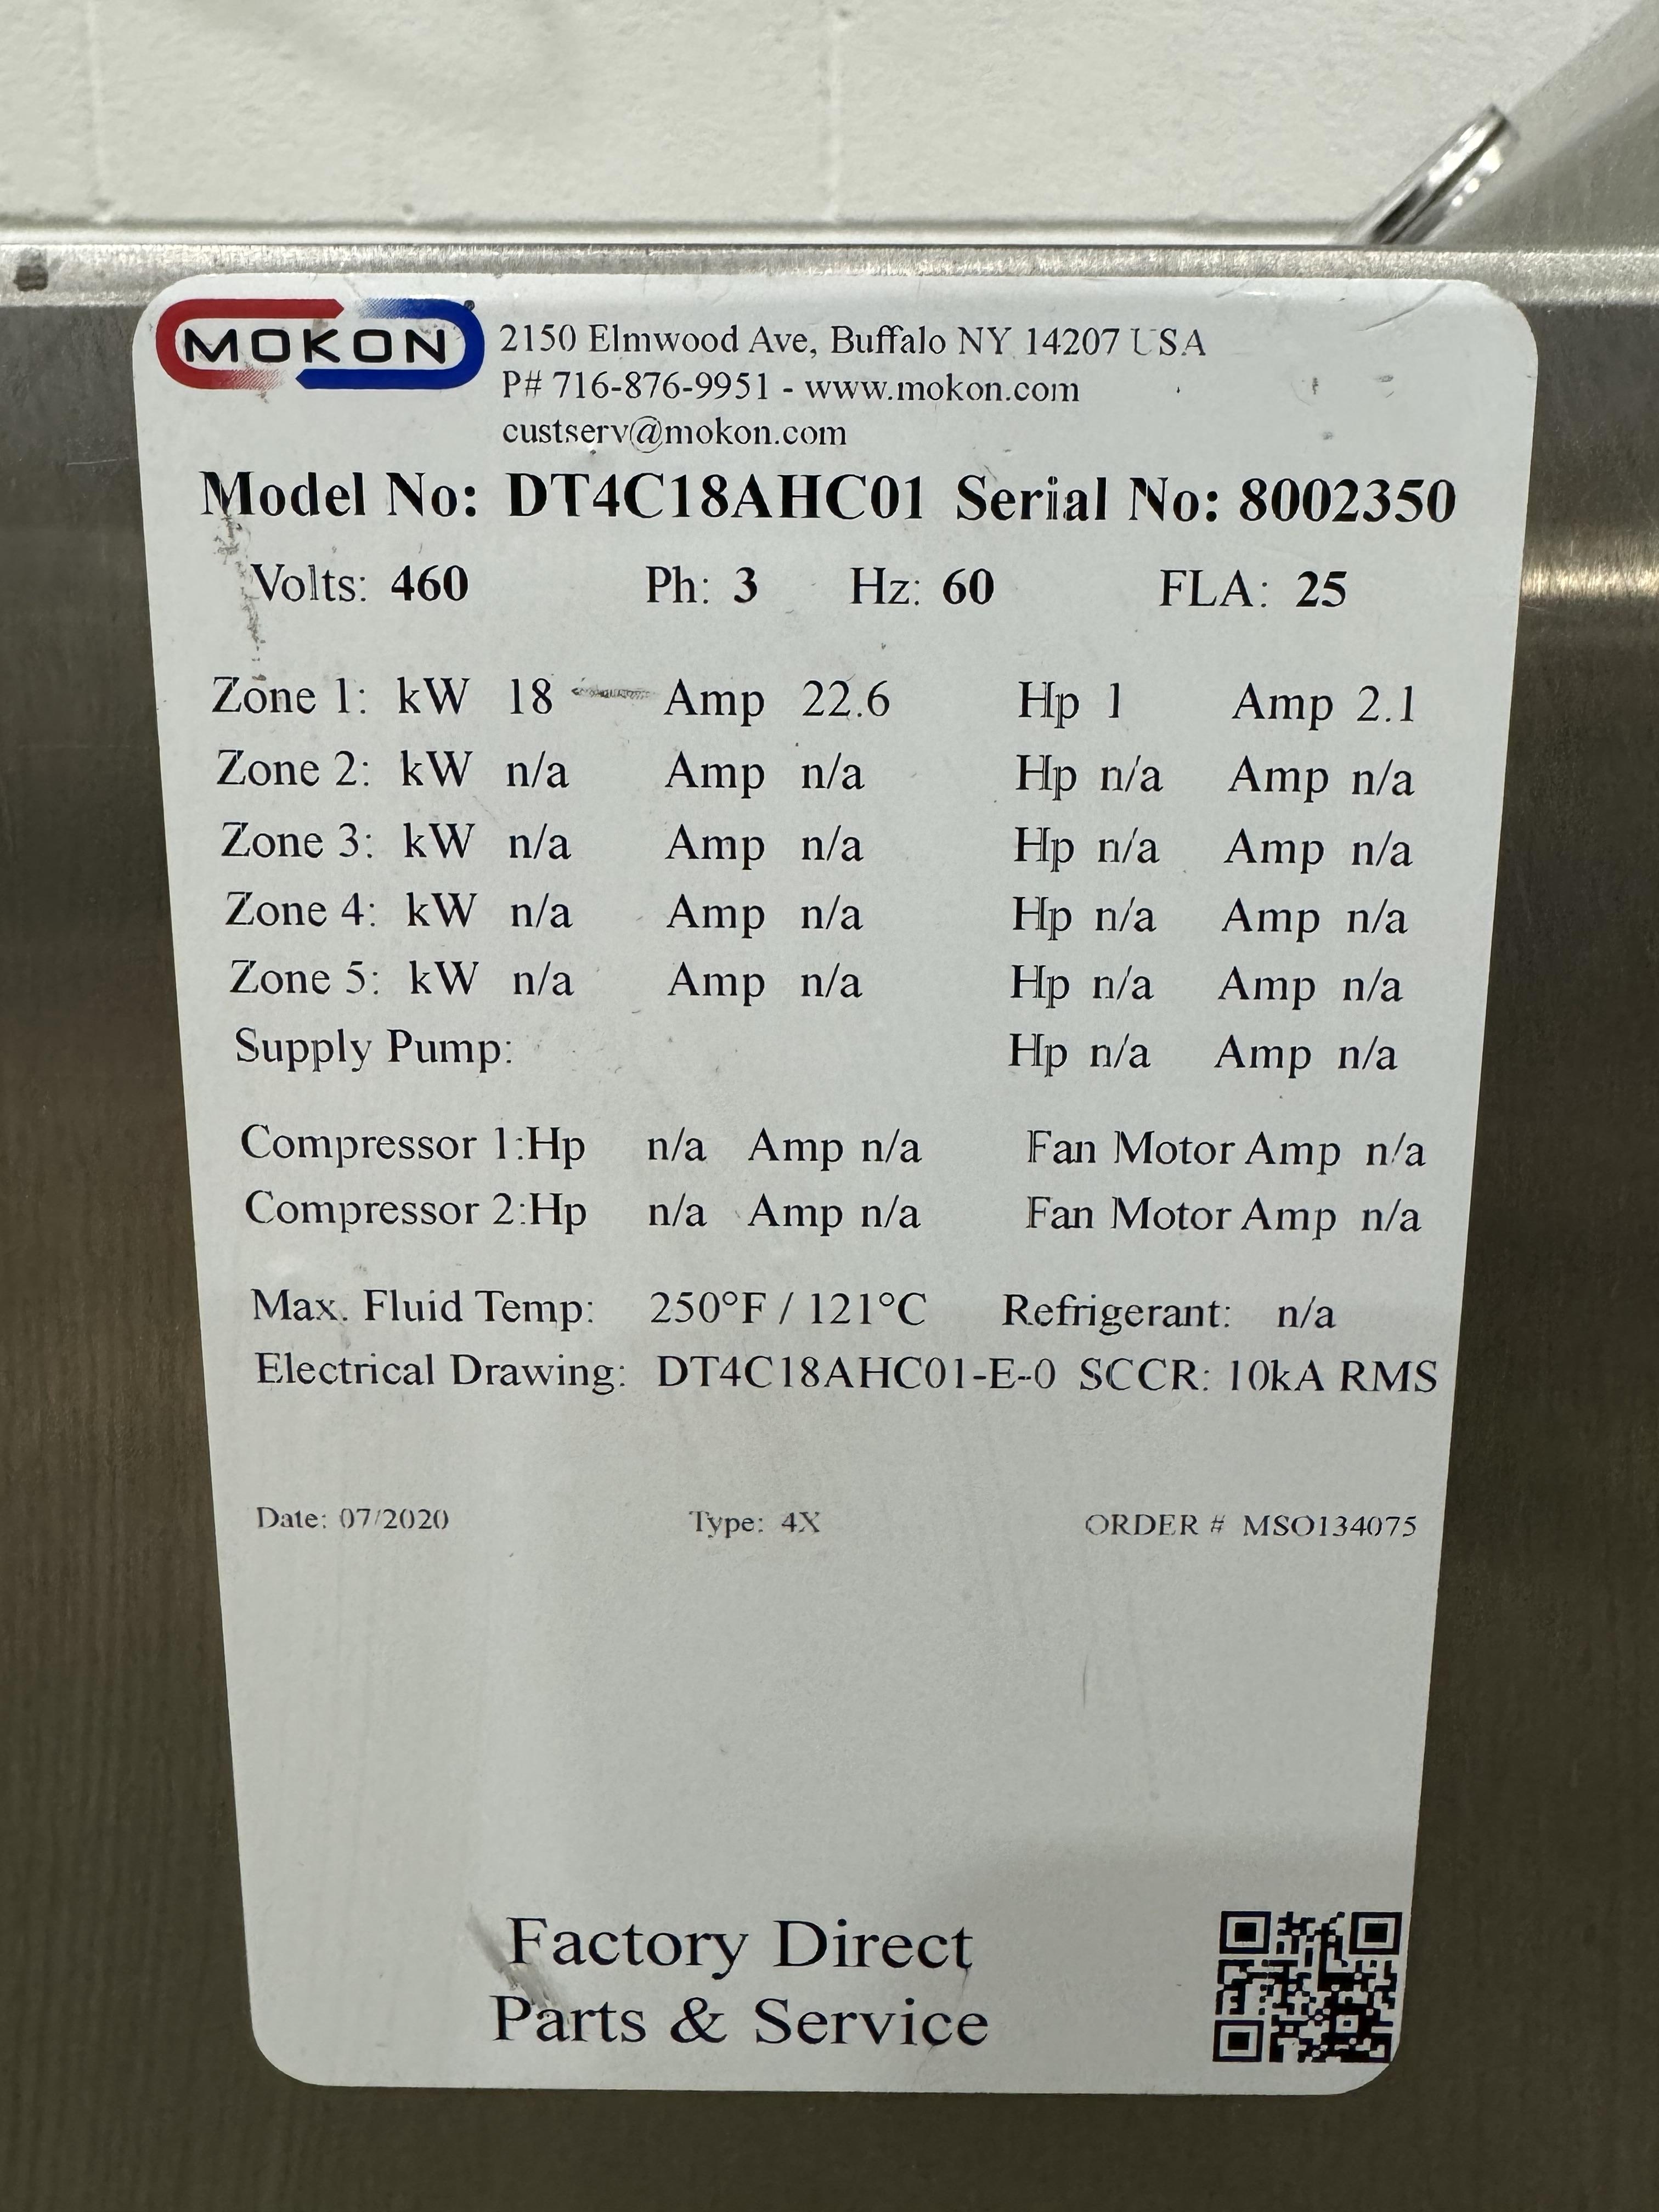 MOKON®
2150 Elmwood Ave, Buffalo NY 14207 USA
P# 716-876-9951 - www.mokon.com
custserv@mokon.com
Model No: DT4C18AHC01 Serial No: 8002350
Volts: 460 Ph: 3 Hz: 60 FLA: 25
Zone 1: kW 18 Amp 22.6 Hp 1 Amp 2.1
Zone 2: kW n/a Amp n/a Hp n/a Amp n/a
Zone 3: kW n/a Amp n/a Hp n/a Amp n/a
Zone 4: kW n/a Amp n/a Hp n/a Amp n/a
Zone 5: kW n/a Amp n/a Hp n/a Amp n/a
Supply Pump: Hp n/a Amp n/a
Compressor 1:Hp n/a Amp n/a Fan Motor Amp n/a
Compressor 2:Hp n/a Amp n/a Fan Motor Amp n/a
Max. Fluid Temp: 250°F / 121°C Refrigerant: n/a
Electrical Drawing: DT4C18AHC01-E-0 SCCR: 10kA RMS
Date: 07/2020 Type: 4X ORDER # MSO134075
Factory Direct
Parts & Service